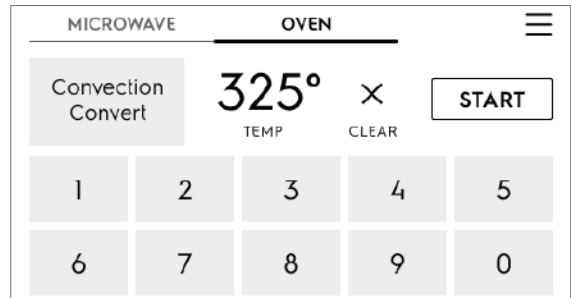 MICROWAVE OVEN
Convection
Convert
325°
TEMP
CLEAR
START
1 2 3 4 5
6 7 8 9 0